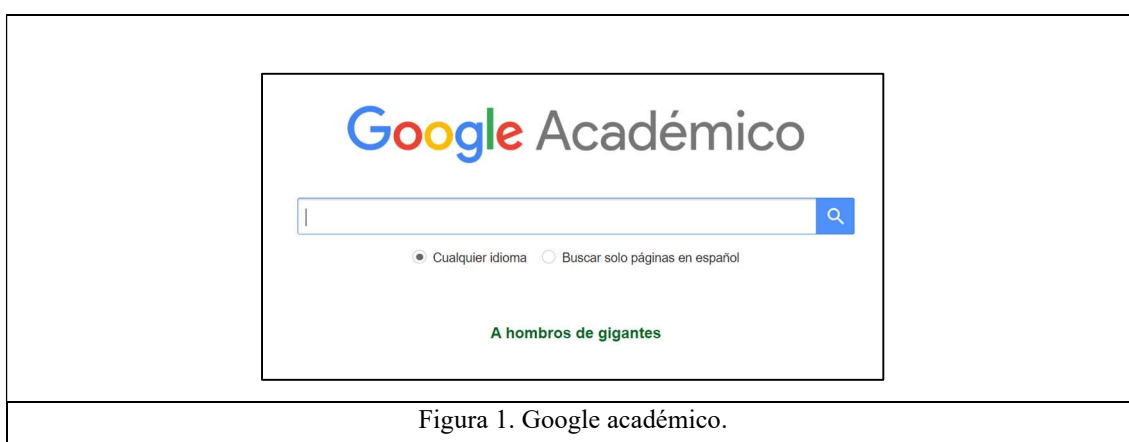 Google Académico
Cualquier idioma Buscar solo páginas en español
A hombros de gigantes
Figura 1. Google académico.